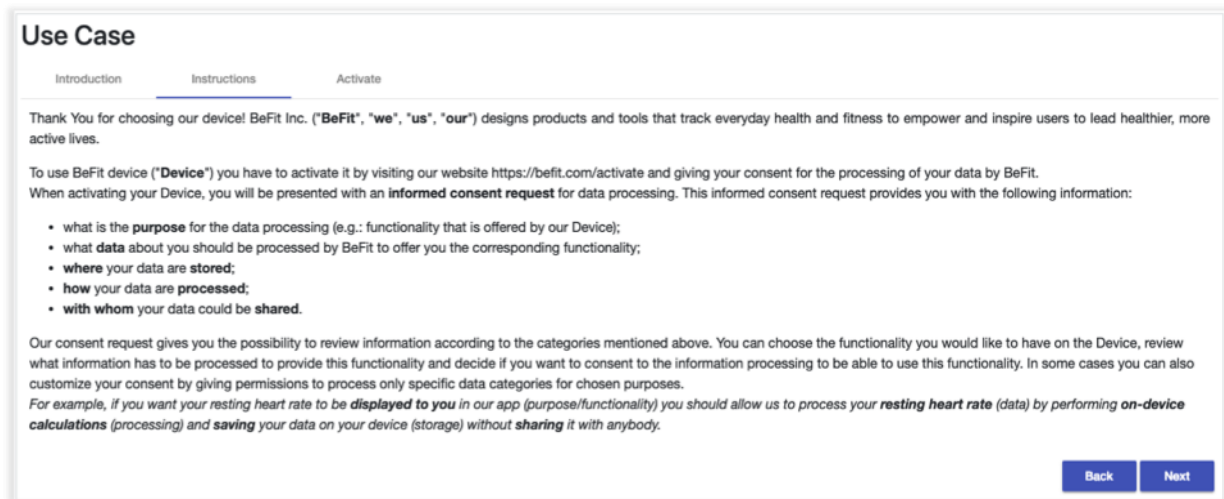 Use Case
Introduction Instructions Activate
Thank You for choosing our device! BeFit Inc. ("BeFit", "we", "us", "our") designs products and tools that track everyday health and fitness to empower and inspire users to lead healthier, more
active lives.
To use BeFit device ("Device") you have to activate it by visiting our website https://befit.com/activate and giving your consent for the processing of your data by BeFit.
When activating your Device, you will be presented with an informed consent request for data processing. This informed consent request provides you with the following information:
• what is the purpose for the data processing (e.g.: functionality that is offered by our Device);
• what data about you should be processed by BeFit to offer you the corresponding functionality;
• where your data are stored;
• how your data are processed;
• with whom your data could be shared.
Our consent request gives you the possibility to review information according to the categories mentioned above. You can choose the functionality you would like to have on the Device, review
what information has to be processed to provide this functionality and decide if you want to consent to the information processing to be able to use this functionality. In some cases you can also
customize your consent by giving permissions to process only specific data categories for chosen purposes.
For example, if you want your resting heart rate to be displayed to you in our app (purpose/functionality) you should allow us to process your resting heart rate (data) by performing on-device
calculations (processing) and saving your data on your device (storage) without sharing it with anybody.
Back Next